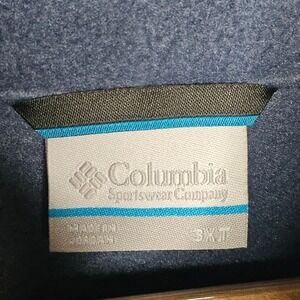 Columbia
Sportswear Company
MADE IN
JORDAN
3XT